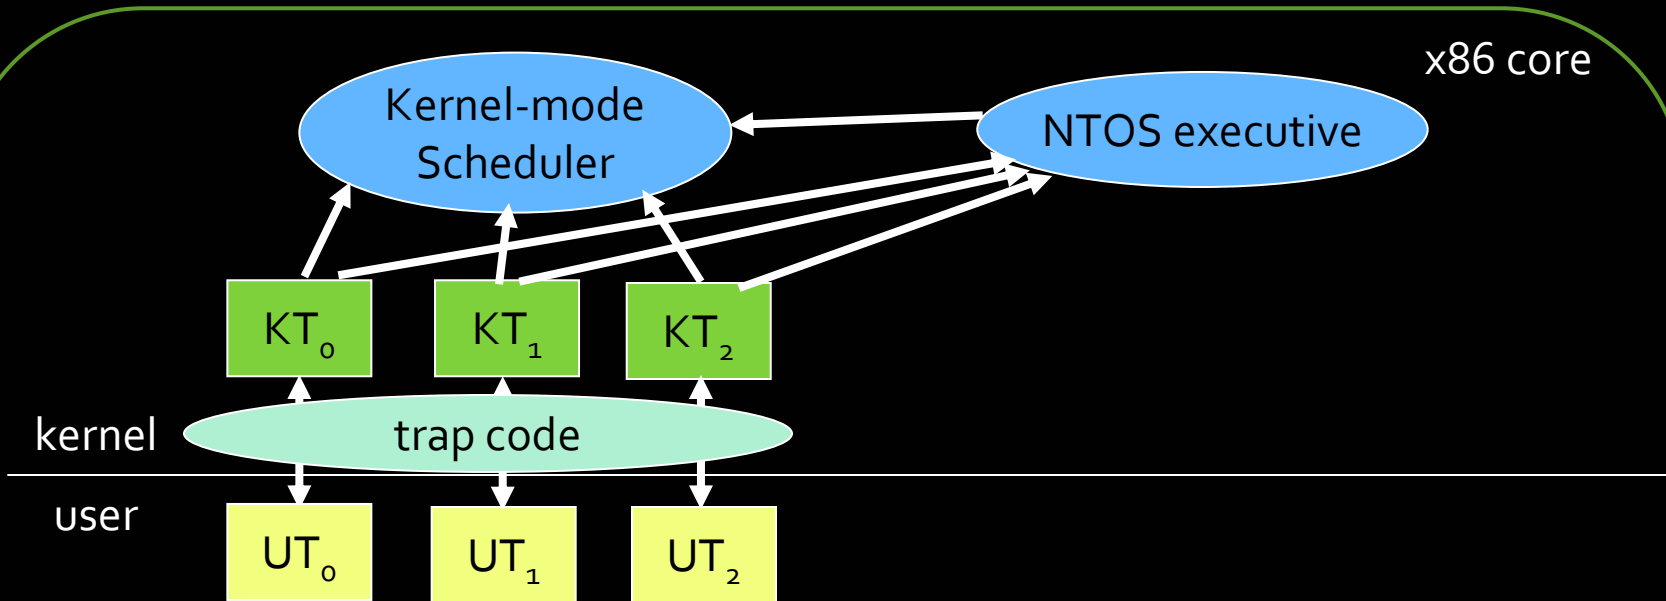 x86 core
Kernel-mode
Scheduler
NTOS executive
KT₀
KT₁
KT₂
kernel
trap code
user
UT₀
UT₁
UT₂